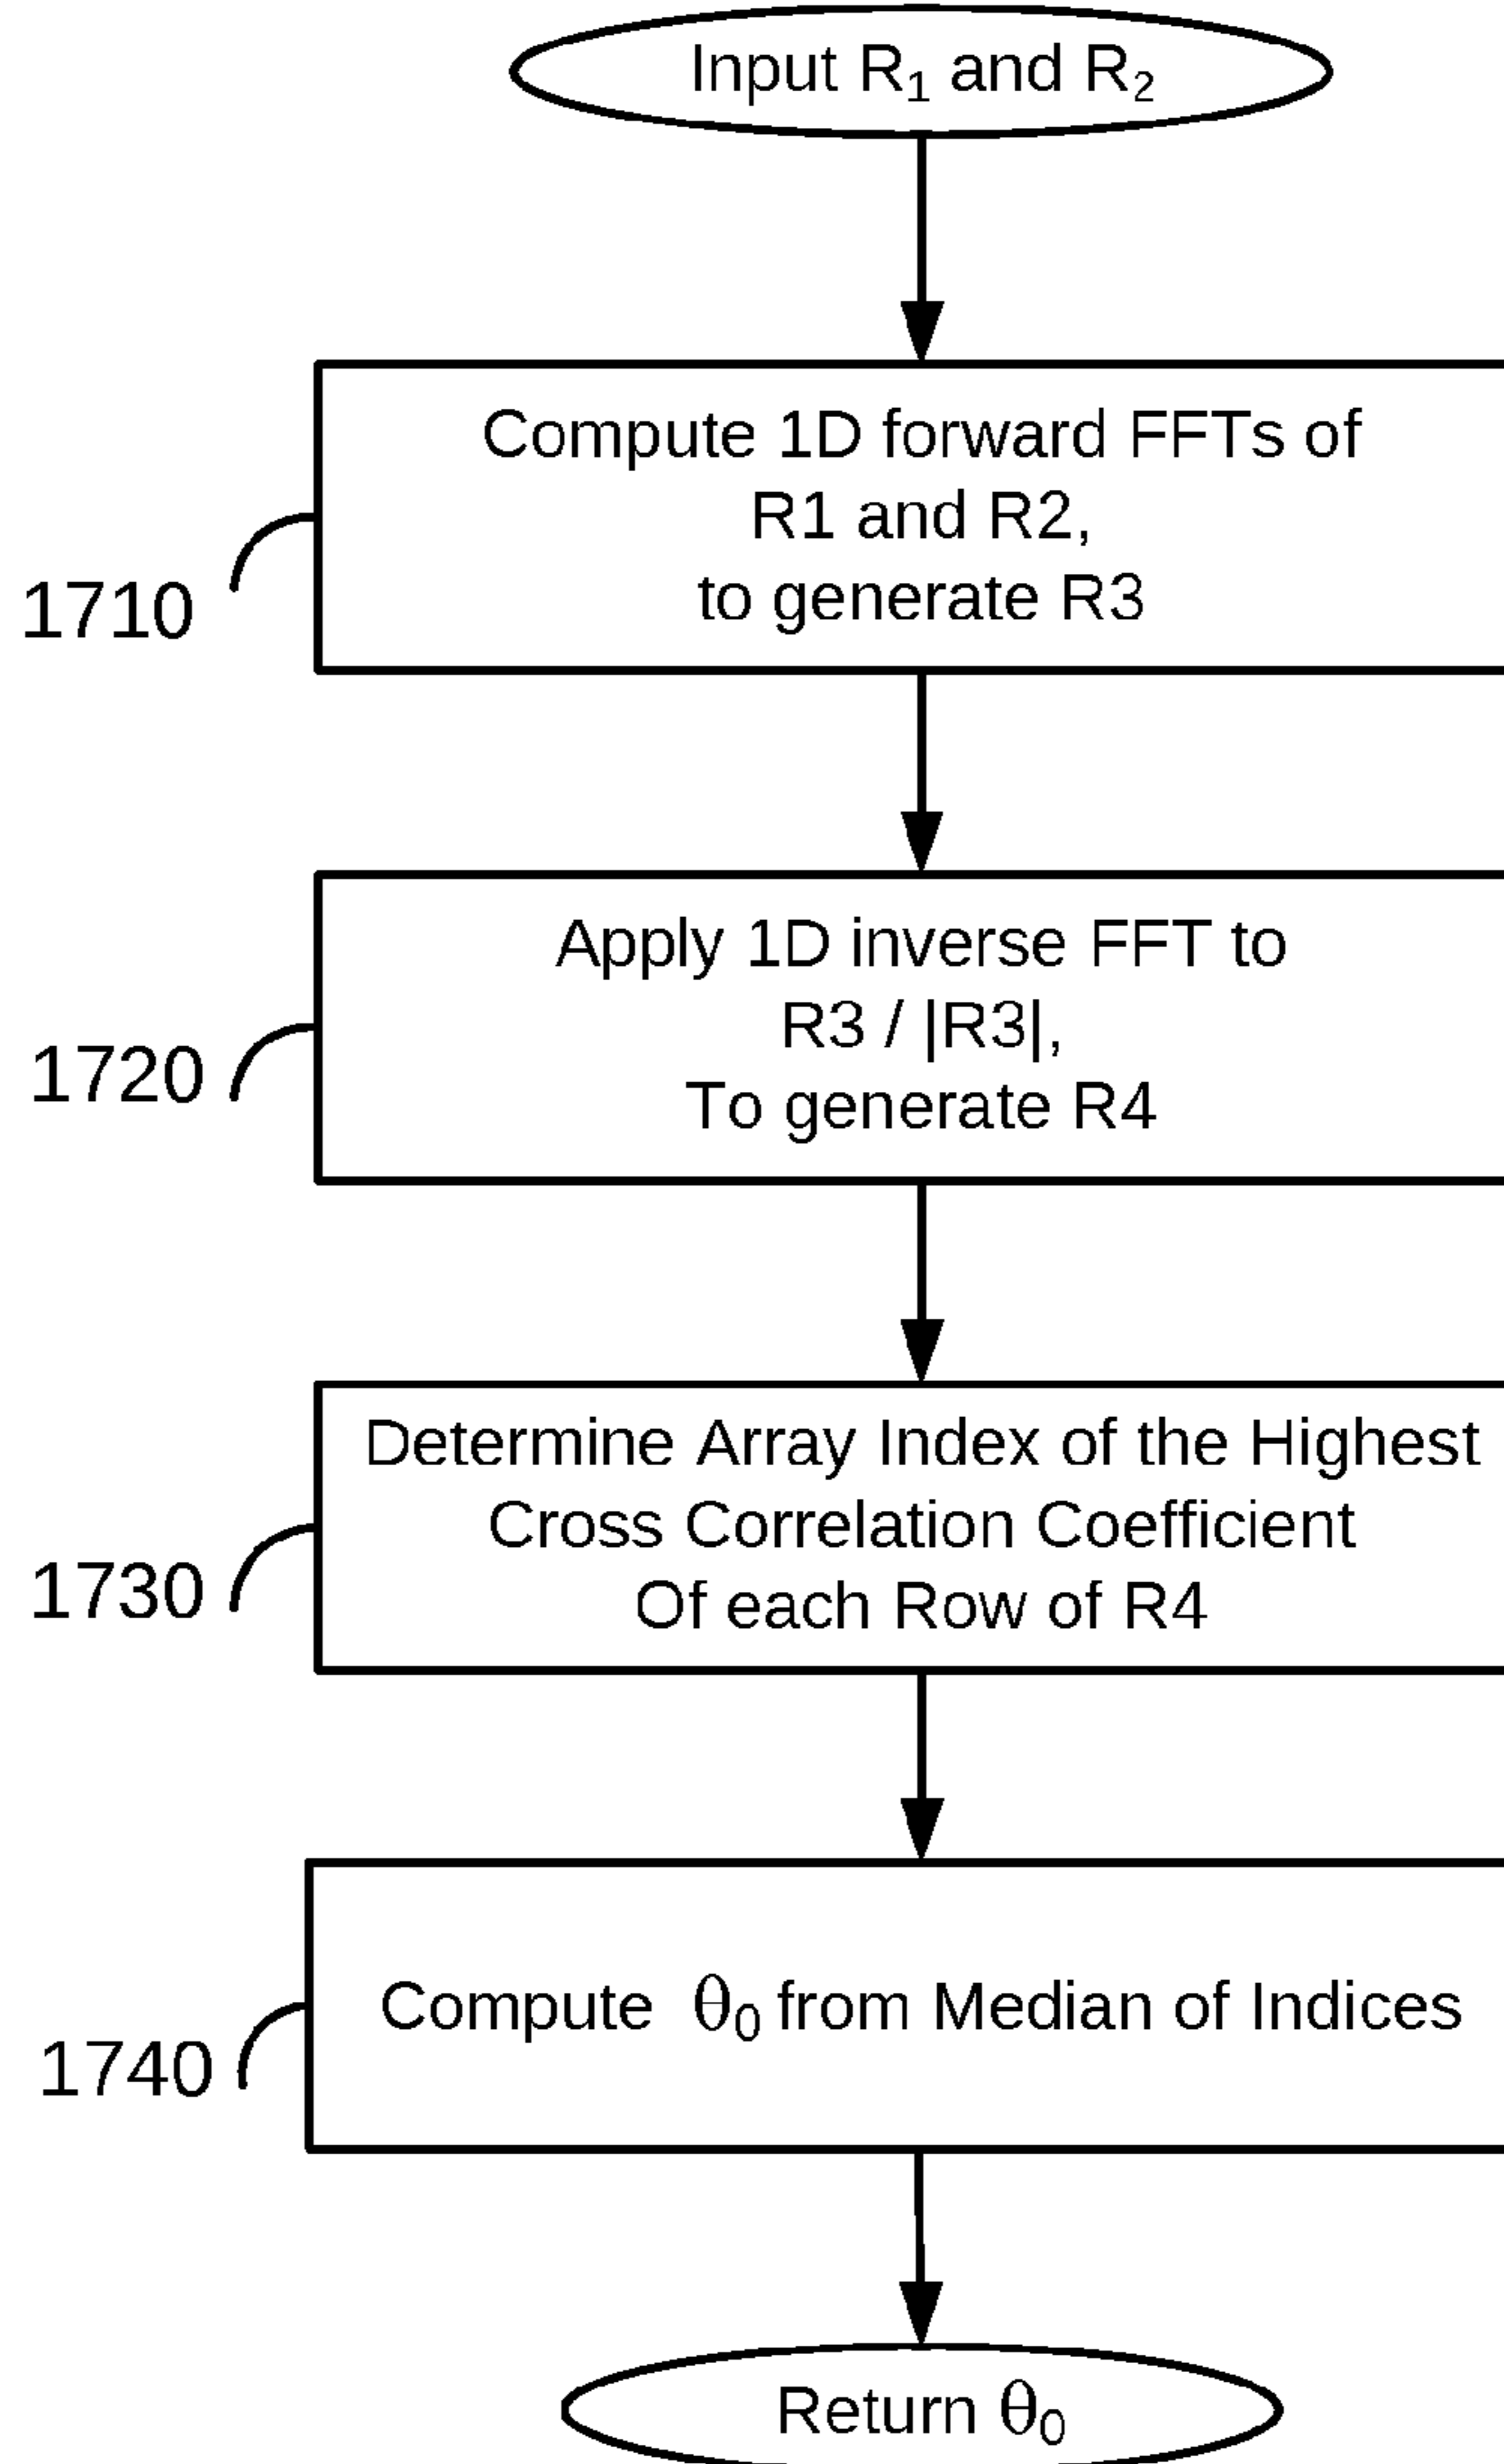 Input R₁ and R₂
Compute 1D forward FFTs of
R1 and R2,
to generate R3
1710
Apply 1D inverse FFT to
R3 / |R3|,
To generate R4
1720
Determine Array Index of the Highest
Cross Correlation Coefficient
Of each Row of R4
1730
Compute θ₀ from Median of Indices
1740
Return θ₀